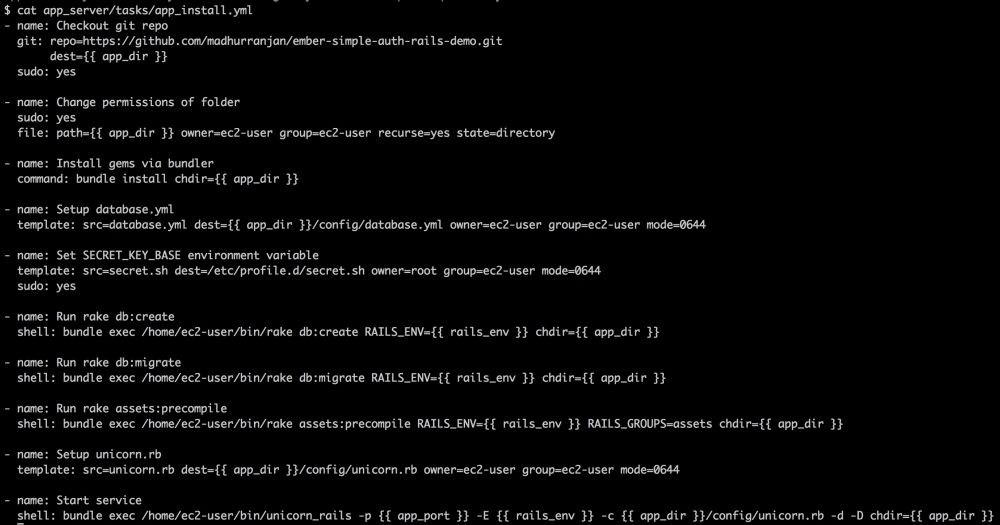 $ cat app_server/tasks/app_install.yml
- name: Checkout git repo
  git: repo=https://github.com/madhurranjan/ember-simple-auth-rails-demo.git
       dest={{ app_dir }}
  sudo: yes

- name: Change permissions of folder
  sudo: yes
  file: path={{ app_dir }} owner=ec2-user group=ec2-user recurse=yes state=directory

- name: Install gems via bundler
  command: bundle install chdir={{ app_dir }}

- name: Setup database.yml
  template: src=database.yml dest={{ app_dir }}/config/database.yml owner=ec2-user group=ec2-user mode=0644

- name: Set SECRET_KEY_BASE environment variable
  template: src=secret.sh dest=/etc/profile.d/secret.sh owner=root group=ec2-user mode=0644
  sudo: yes

- name: Run rake db:create
  shell: bundle exec /home/ec2-user/bin/rake db:create RAILS_ENV={{ rails_env }} chdir={{ app_dir }}

- name: Run rake db:migrate
  shell: bundle exec /home/ec2-user/bin/rake db:migrate RAILS_ENV={{ rails_env }} chdir={{ app_dir }}

- name: Run rake assets:precompile
  shell: bundle exec /home/ec2-user/bin/rake assets:precompile RAILS_ENV={{ rails_env }} RAILS_GROUPS=assets chdir={{ app_dir }}

- name: Setup unicorn.rb
  template: src=unicorn.rb dest={{ app_dir }}/config/unicorn.rb owner=ec2-user group=ec2-user mode=0644

- name: Start service
  shell: bundle exec /home/ec2-user/bin/unicorn_rails -p {{ app_port }} -E {{ rails_env }} -c {{ app_dir }}/config/unicorn.rb -d -D chdir={{ app_dir }}